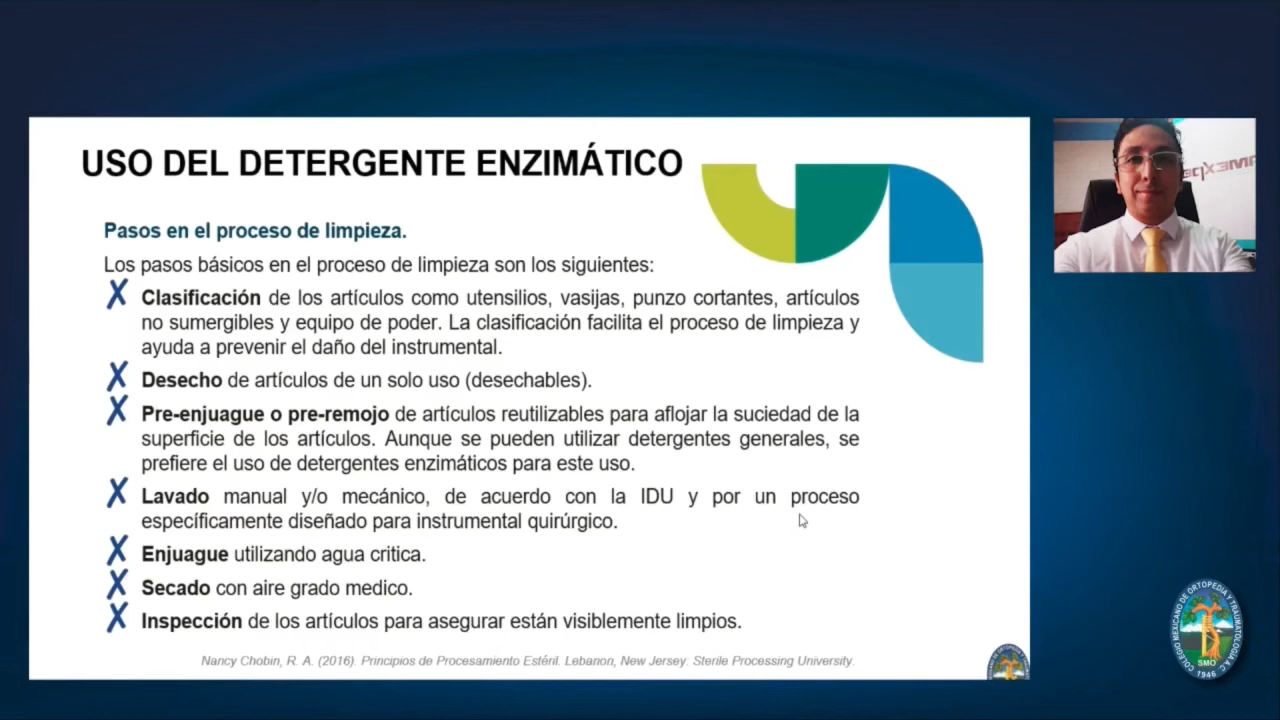 USO DEL DETERGENTE ENZIMÁTICO
Pasos en el proceso de limpieza.
Los pasos básicos en el proceso de limpieza son los siguientes:
Clasificación de los artículos como utensilios, vasijas, punzo cortantes, artículos
no sumergibles y equipo de poder. La clasificación facilita el proceso de limpieza y
ayuda a prevenir el daño del instrumental.
Desecho de artículos de un solo uso (desechables).
Pre-enjuague o pre-remojo de artículos reutilizables para aflojar la suciedad de la
superficie de los artículos. Aunque se pueden utilizar detergentes generales, se
prefiere el uso de detergentes enzimáticos para este uso.
Lavado manual y/o mecánico, de acuerdo con la IDU y por un proceso
específicamente diseñado para instrumental quirúrgico.
Enjuague utilizando agua critica.
Secado con aire grado medico.
Inspección de los artículos para asegurar están visiblemente limpios.
Nancy Chobin, R. A. (2016). Principios de Procesamiento Estéril. Lebanon, New Jersey: Sterile Processing University.
COLEGIO MEXICANO DE ORTOPEDIA Y TRAUMATOLOGIA A.C.
SMO
1946